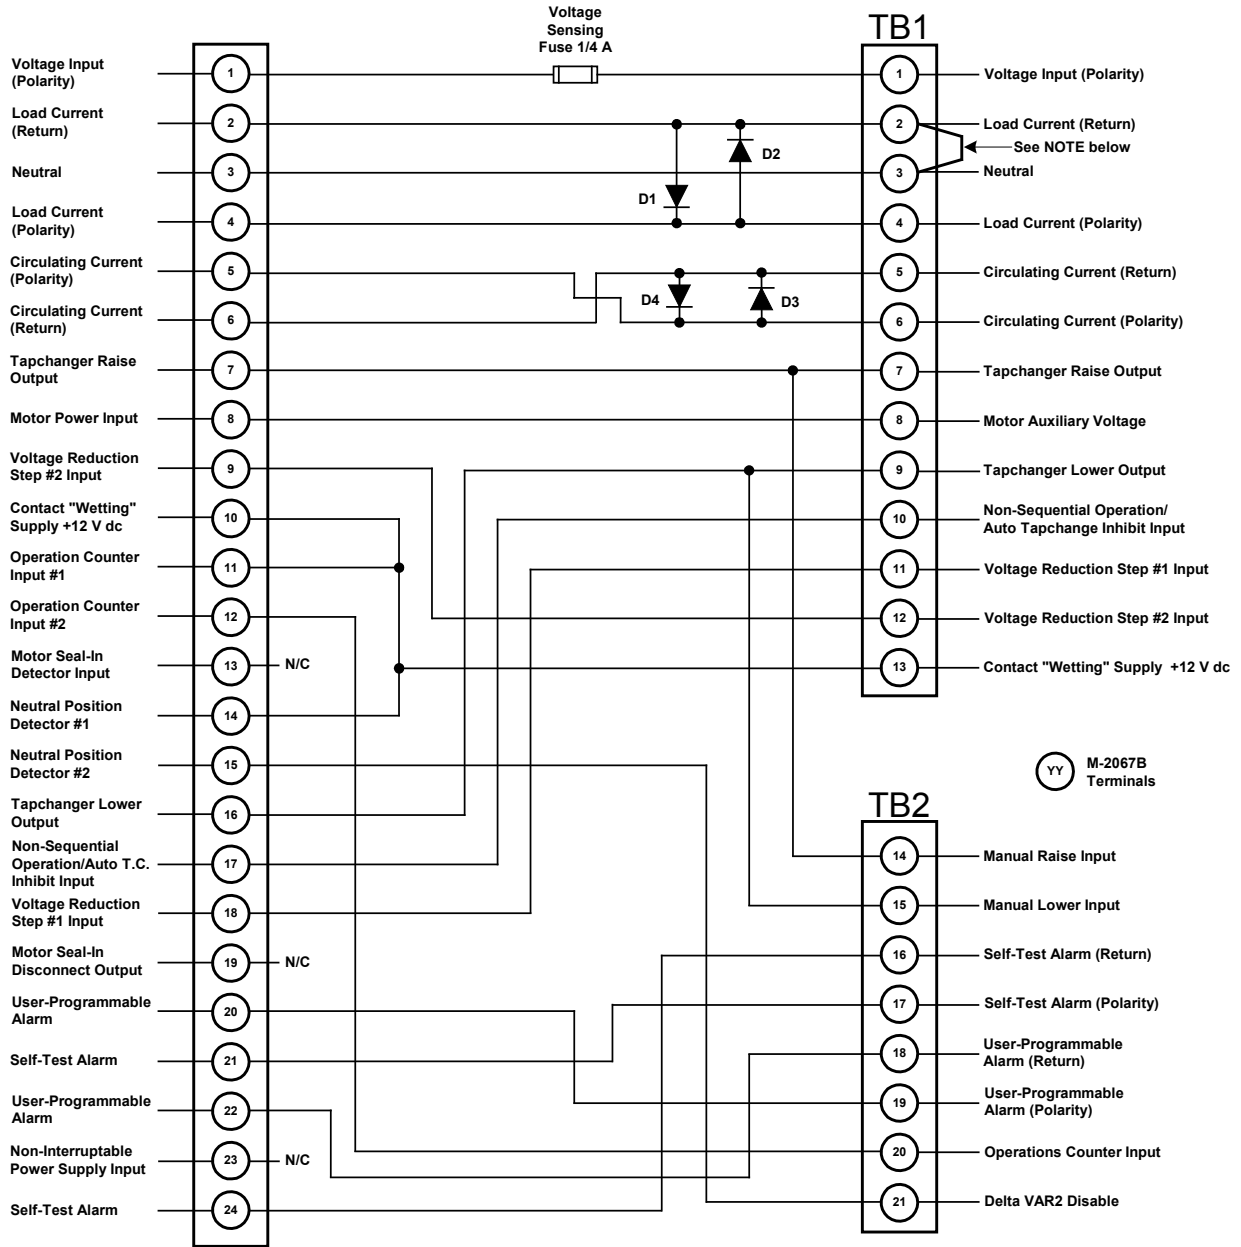 Voltage
Sensing
Fuse 1/4 A
TB1
Voltage Input
(Polarity)
1
1
Voltage Input (Polarity)
Load Current
(Return)
2
2
Load Current (Return)
D2
See NOTE below
Neutral
3
3
Neutral
D1
Load Current
(Polarity)
4
4
Load Current (Polarity)
Circulating Current
(Polarity)
5
5
Circulating Current (Return)
D4
D3
Circulating Current
(Return)
6
6
Circulating Current (Polarity)
Tapchanger Raise
Output
7
7
Tapchanger Raise Output
Motor Power Input
8
8
Motor Auxiliary Voltage
Voltage Reduction
Step #2 Input
9
9
Tapchanger Lower Output
Contact "Wetting"
Supply +12 V dc
10
10
Non-Sequential Operation/
Auto Tapchange Inhibit Input
Operation Counter
Input #1
11
11
Voltage Reduction Step #1 Input
Operation Counter
Input #2
12
12
Voltage Reduction Step #2 Input
Motor Seal-In
Detector Input
13
N/C
13
Contact "Wetting" Supply +12 V dc
Neutral Position
Detector #1
14
Neutral Position
Detector #2
15
YY
M-2067B
Terminals
Tapchanger Lower
Output
16
TB2
Non-Sequential
Operation/Auto T.C.
Inhibit Input
17
14
Manual Raise Input
Voltage Reduction
Step #1 Input
18
15
Manual Lower Input
Motor Seal-In
Disconnect Output
19
N/C
16
Self-Test Alarm (Return)
User-Programmable
Alarm
20
17
Self-Test Alarm (Polarity)
Self-Test Alarm
21
18
User-Programmable
Alarm (Return)
User-Programmable
Alarm
22
19
User-Programmable
Alarm (Polarity)
Non-Interruptable
Power Supply Input
23
N/C
20
Operations Counter Input
Self-Test Alarm
24
21
Delta VAR2 Disable